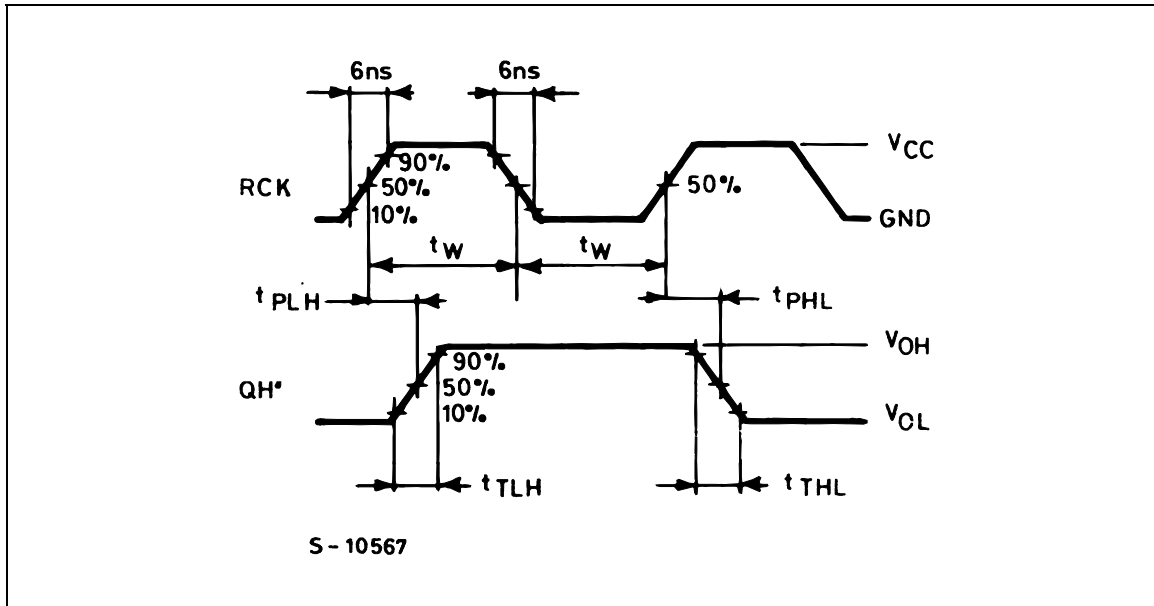 6ns 6ns
VCC
90%
RCK 50% 50%
10% GND
tW tW
tPLH tPHL
VOH
90%
QH' 50%
10%
VOL
tTLH tTHL
S-10567